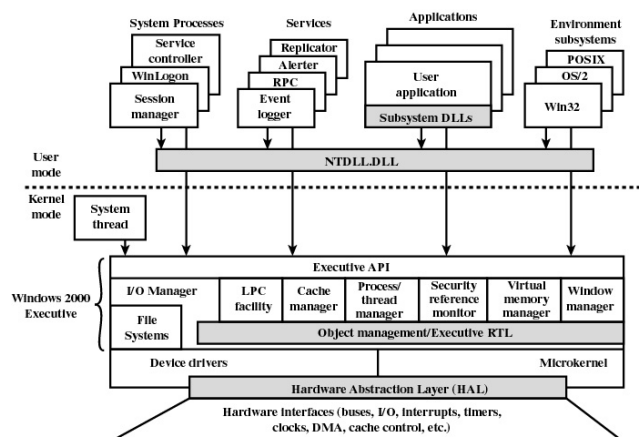 System Processes
Service
controller
WinLogon
Session
manager
Services
Replicator
Alerter
RPC
Event
logger
Applications
User
application
Subsystem DLLs
Environment
subsystems
POSIX
OS/2
Win32
User
mode
NTDLL.DLL
Kernel
mode
System
thread
Windows 2000
Executive
Executive API
I/O Manager
File
Systems
LPC
facility
Cache
manager
Process/
thread
manager
Security
reference
monitor
Virtual
memory
manager
Window
manager
Object management/Executive RTL
Device drivers
Microkernel
Hardware Abstraction Layer (HAL)
Hardware interfaces (buses, I/O, interrupts, timers,
clocks, DMA, cache control, etc.)